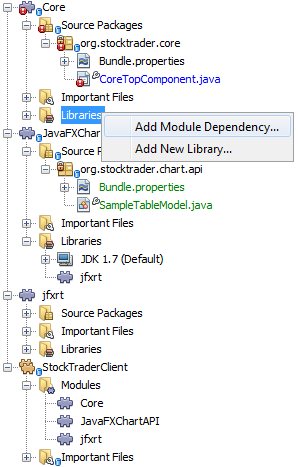 Core
Source Packages
org.stocktrader.core
Bundle.properties
CoreTopComponent.java
Important Files
Libraries
Add Module Dependency...
JavaFXChart
Add New Library...
Source P
org.stocktrader.chart.api
Bundle.properties
SampleTableModel.java
Important Files
Libraries
JDK 1.7 (Default)
jfxrt
jfxrt
Source Packages
Important Files
Libraries
StockTraderClient
Modules
Core
JavaFXChartAPI
jfxrt
Important Files